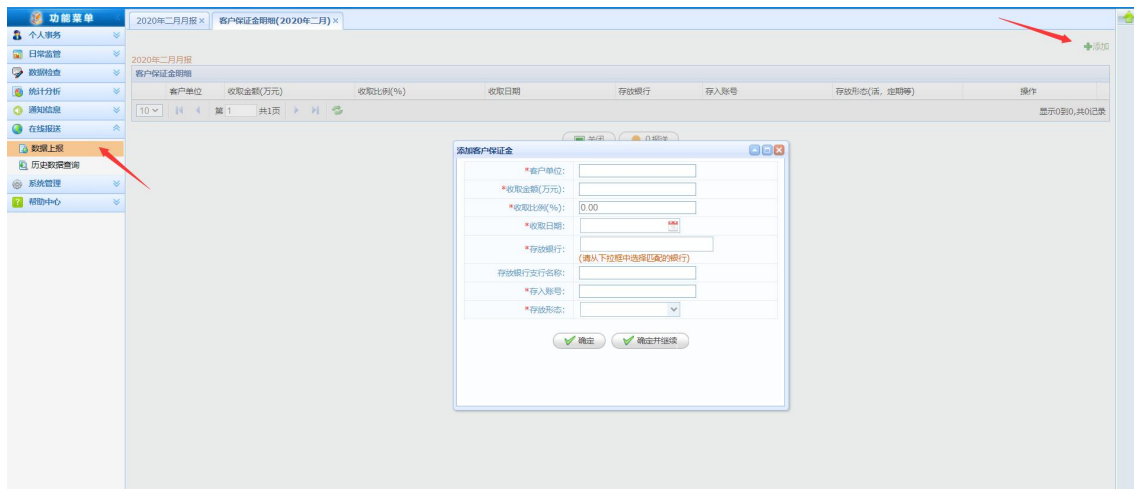 功能菜单
个人事务
日常监管
数据检查
统计分析
通知信息
在线报送
数据上报
历史数据查询
系统管理
帮助中心
2020年二月月报× 客户保证金明细(2020年二月)×
添加
2020年二月月报
客户保证金明细
客户单位 收取金额(万元) 收取比例(%) 收取日期 存放银行 存入账号 存放形态(活、定期等) 操作
10 第 1 共1页 显示0到0,共0记录
关闭 0报送
添加客户保证金
*客户单位:
*收取金额(万元):
*收取比例(%): 0.00
*收取日期:
*存放银行:
(请从下拉框中选择匹配的银行)
存放银行支行名称:
*存入账号:
*存放形态:
确定 确定并继续